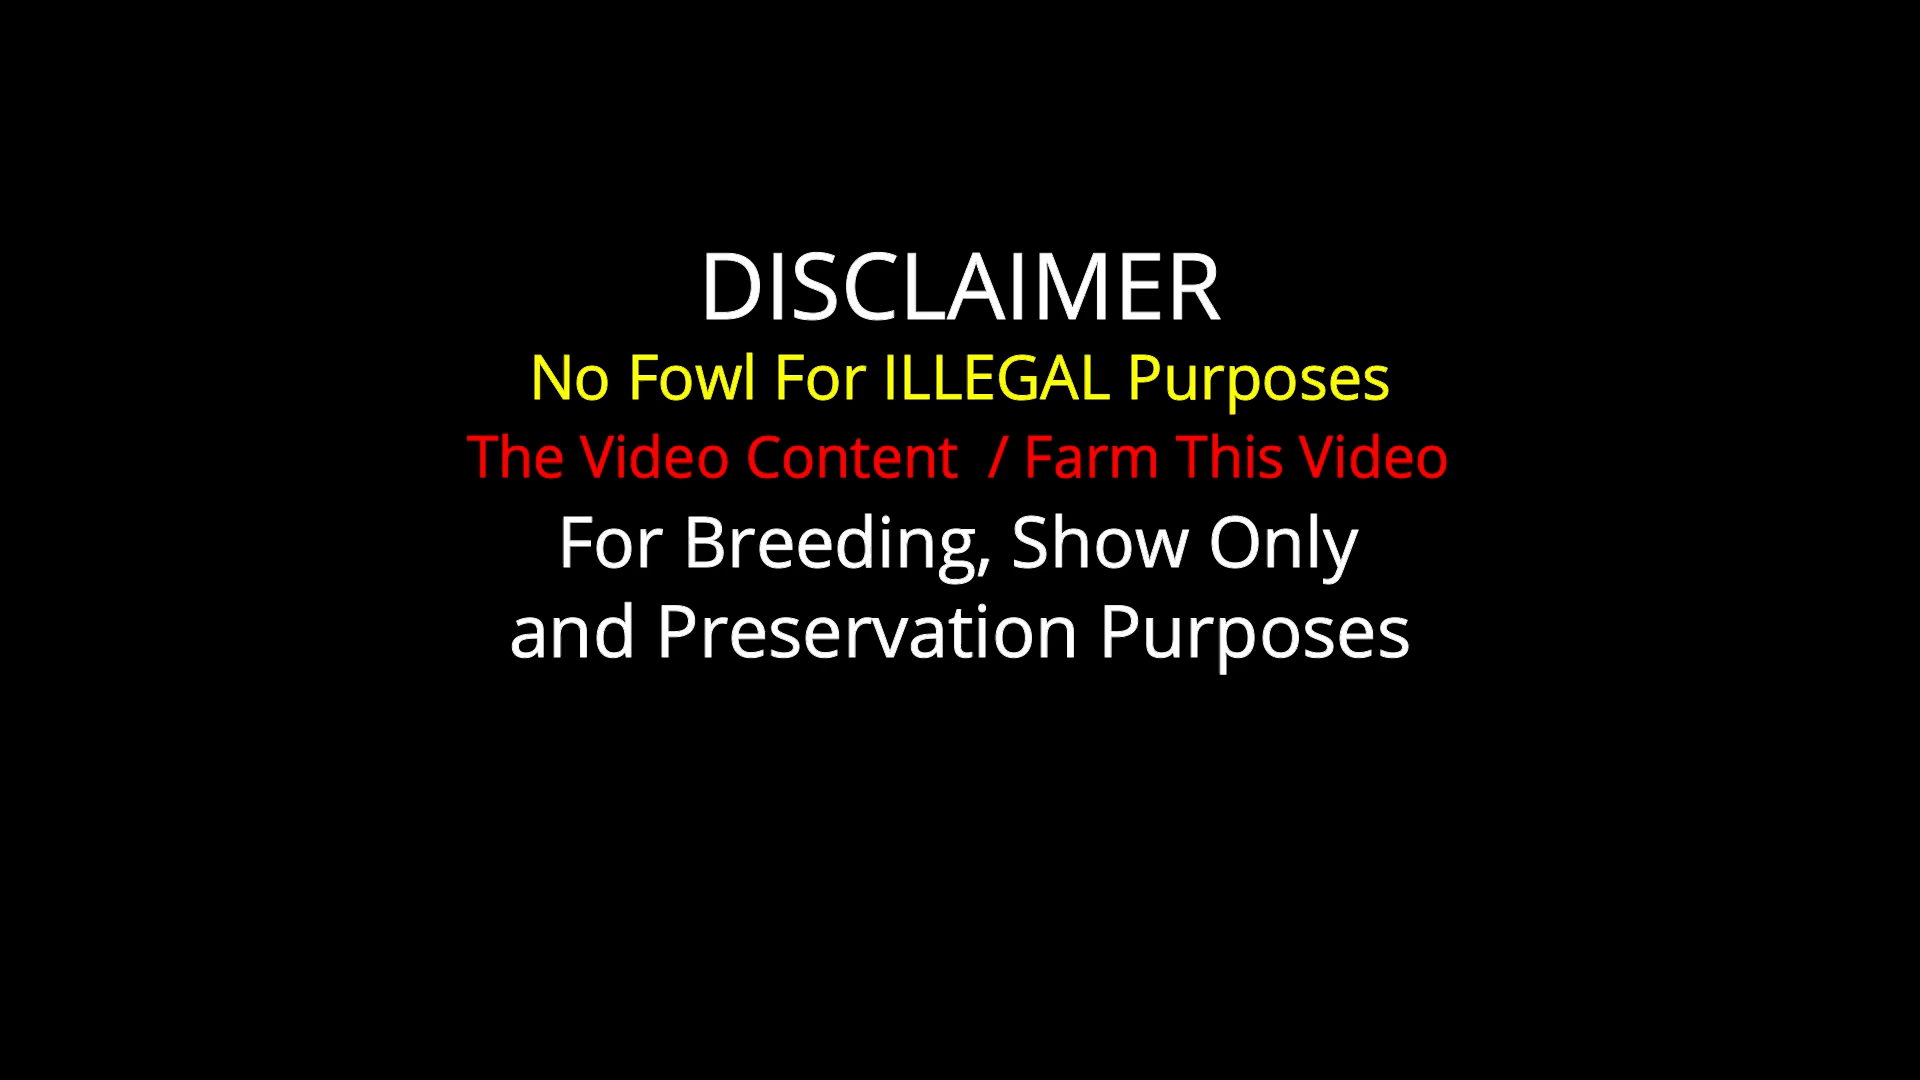 DISCLAIMER
No Fowl For ILLEGAL Purposes
The Video Content  / Farm This Video
For Breeding, Show Only
and Preservation Purposes